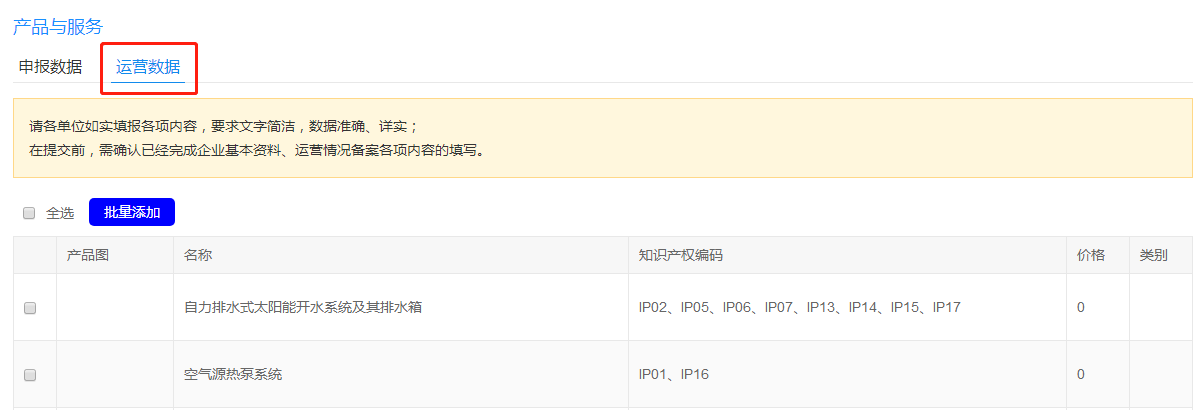 产品与服务
申报数据 运营数据
请各单位如实填报各项内容，要求文字简洁，数据准确、详实；
在提交前，需确认已经完成企业基本资料、运营情况备案各项内容的填写。
全选 批量添加
产品图 名称 知识产权编码 价格 类别
自力排水式太阳能开水系统及其排水箱 IP02、IP05、IP06、IP07、IP13、IP14、IP15、IP17 0
空气源热泵系统 IP01、IP16 0